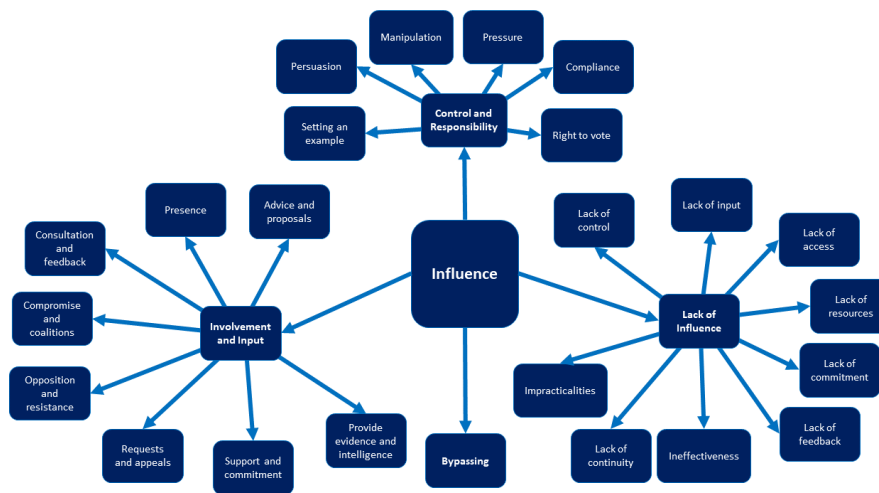 Manipulation
Pressure
Persuasion
Compliance
Control and
Responsibility
Setting an
example
Right to vote
Presence
Advice and
proposals
Consultation
and
feedback
Compromise
and
coalitions
Involvement
and Input
Opposition
and
resistance
Requests
and appeals
Support and
commitment
Provide
evidence and
intelligence
Influence
Bypassing
Lack of
control
Lack of input
Lack of
access
Lack of
Influence
Lack of
resources
Lack of
commitment
Lack of
feedback
Impracticalities
Lack of
continuity
Ineffectiveness